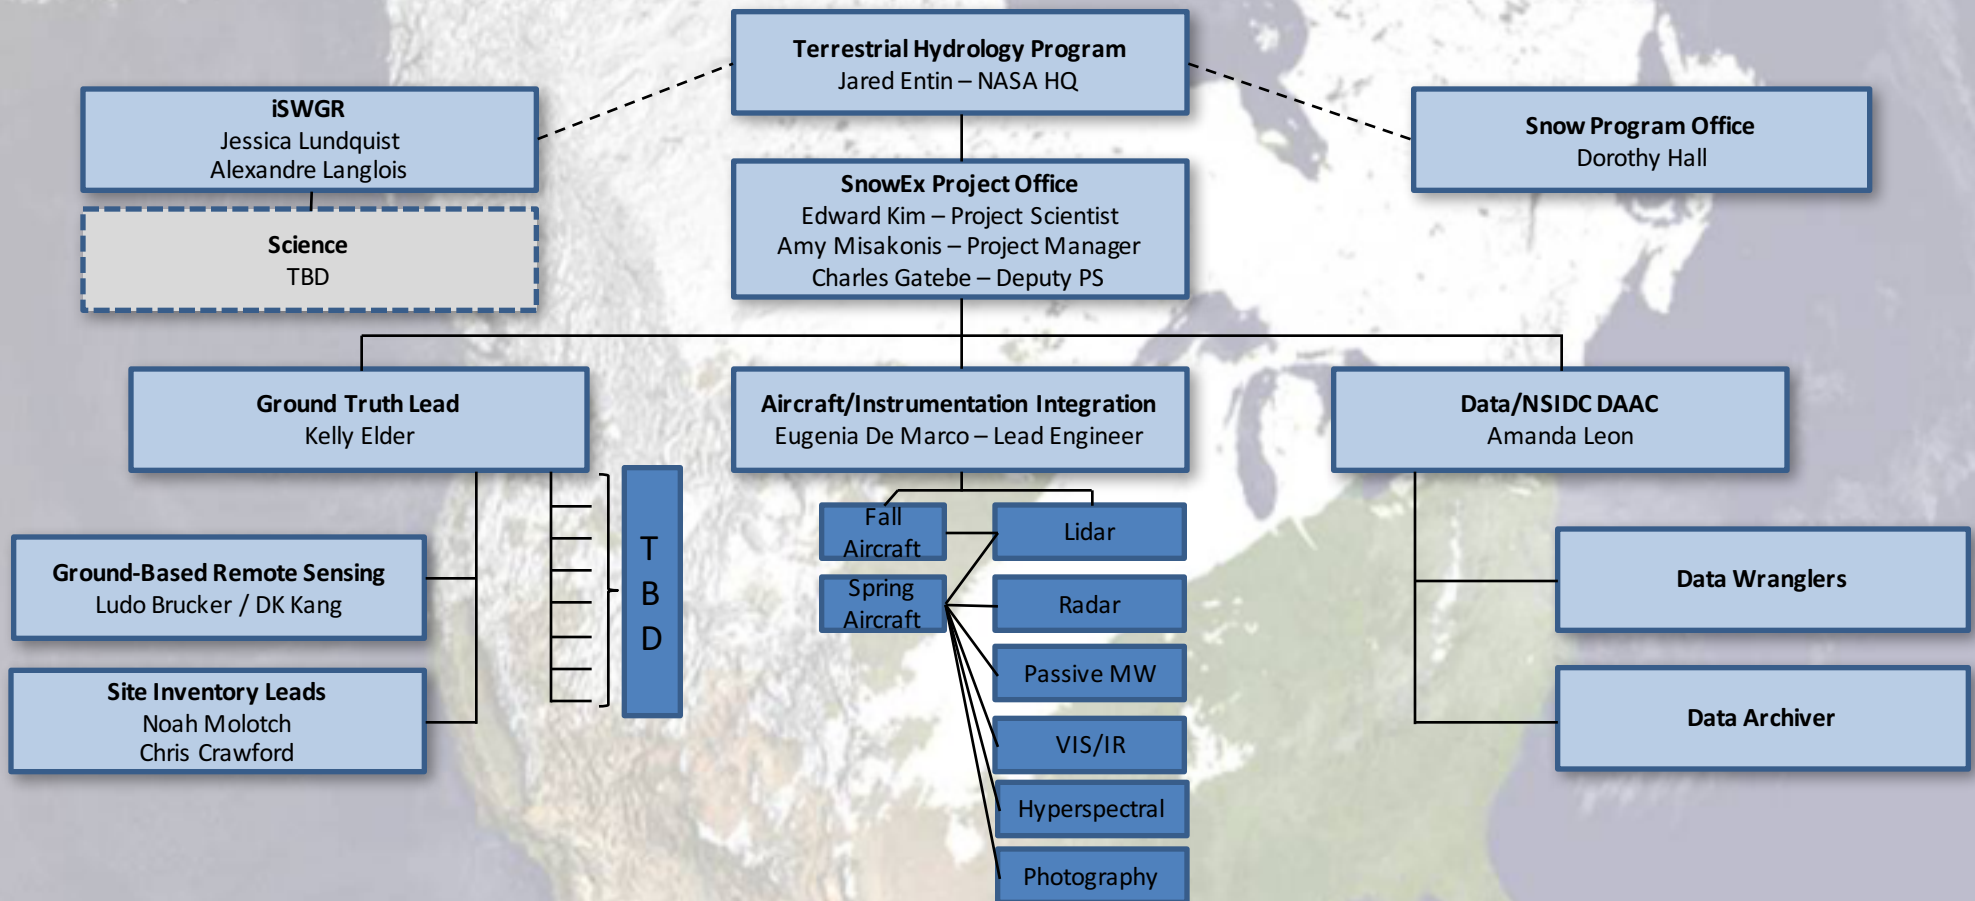 Terrestrial Hydrology Program
Jared Entin – NASA HQ
iSWGR
Jessica Lundquist
Alexandre Langlois
Snow Program Office
Dorothy Hall
Science
TBD
SnowEx Project Office
Edward Kim – Project Scientist
Amy Misakonis – Project Manager
Charles Gatebe – Deputy PS
Ground Truth Lead
Kelly Elder
Aircraft/Instrumentation Integration
Eugenia De Marco – Lead Engineer
Data/NSIDC DAAC
Amanda Leon
Ground-Based Remote Sensing
Ludo Brucker / DK Kang
Site Inventory Leads
Noah Molotch
Chris Crawford
T
B
D
Fall
Aircraft
Spring
Aircraft
Lidar
Radar
Passive MW
VIS/IR
Hyperspectral
Photography
Data Wranglers
Data Archiver